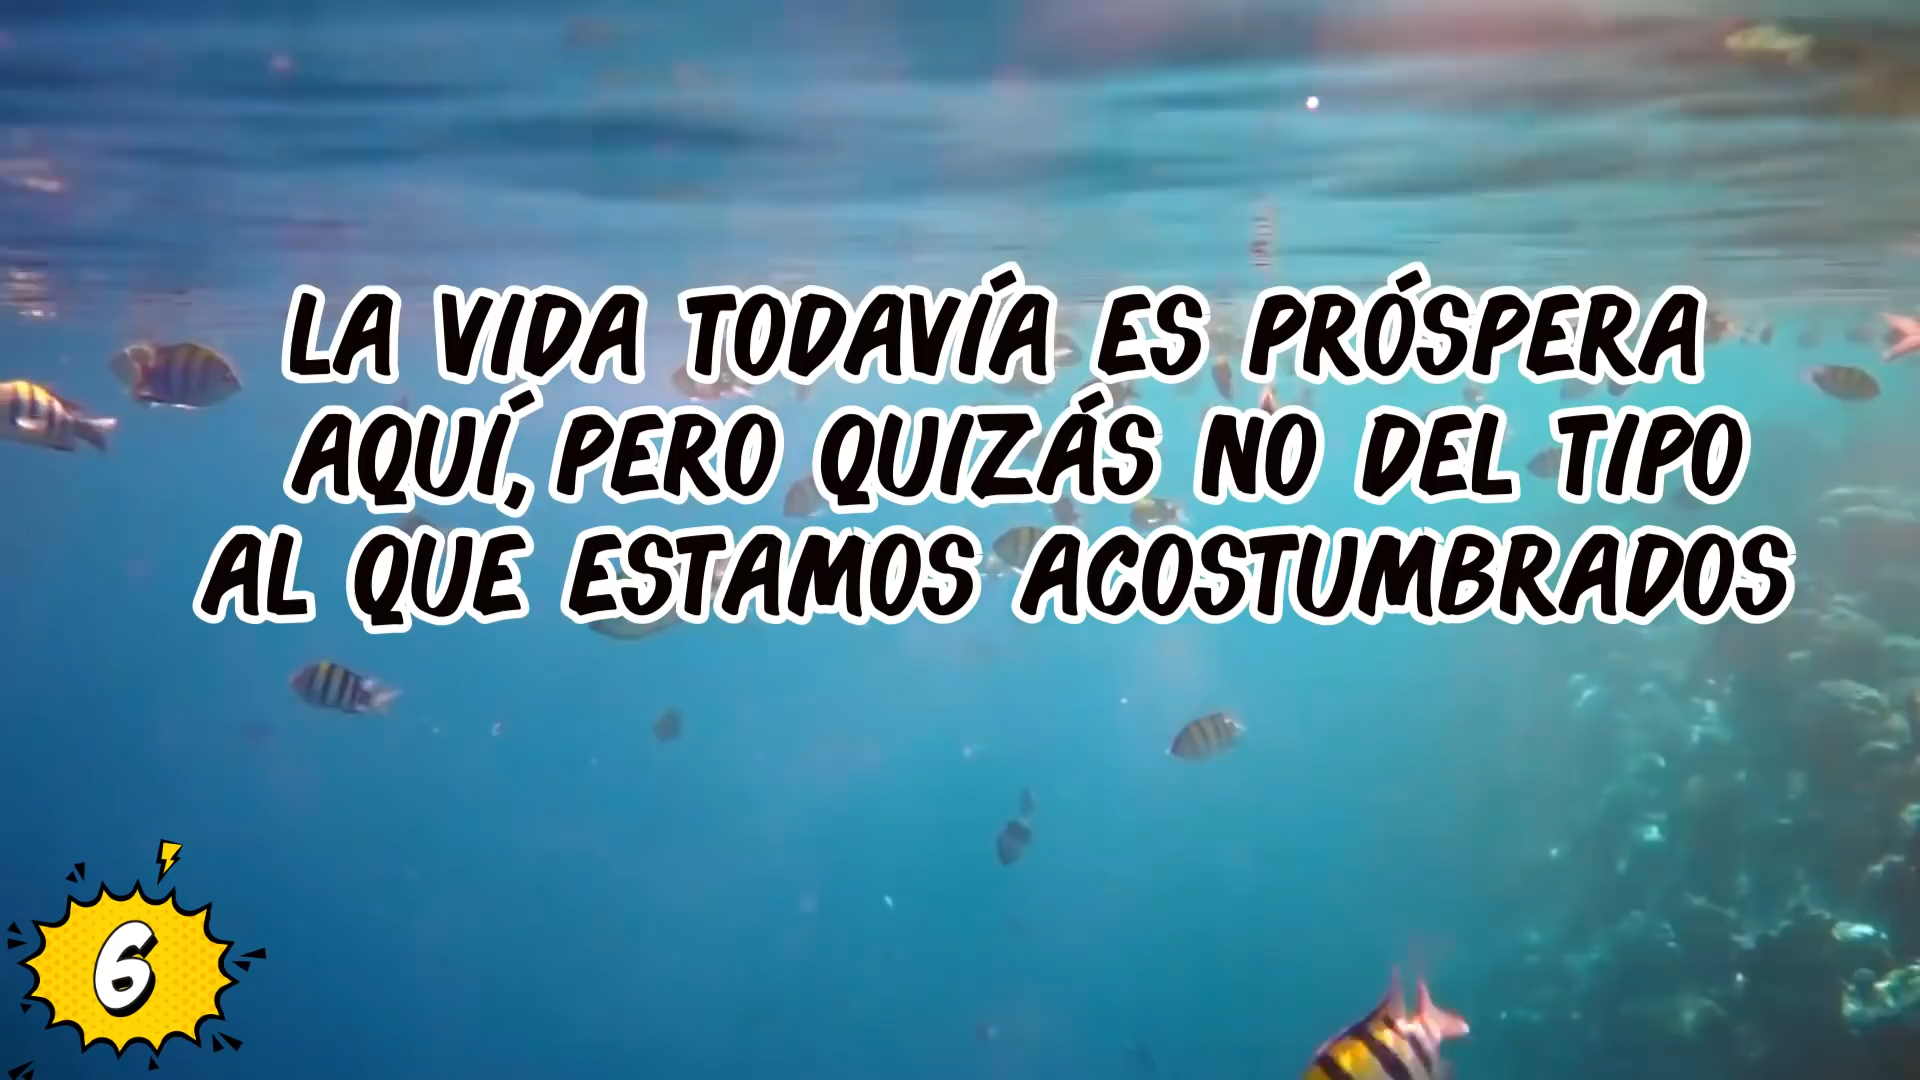 LA VIDA TODAVÍA ES PRÓSPERA
AQUÍ, PERO QUIZÁS NO DEL TIPO
AL QUE ESTAMOS ACOSTUMBRADOS
6